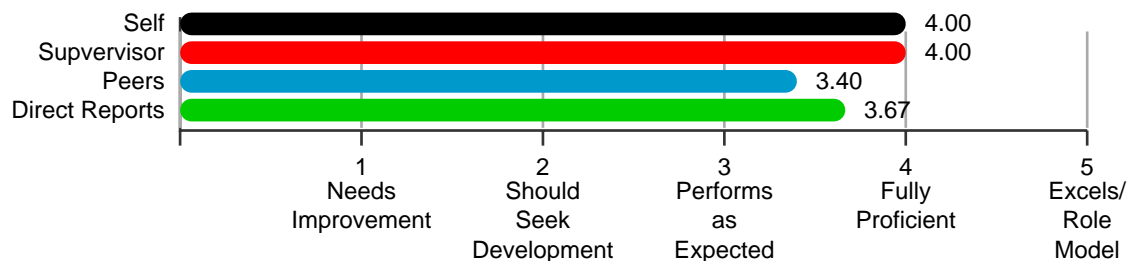 Self 4.00
Supvervisor 4.00
Peers 3.40
Direct Reports 3.67
1 2 3 4 5
Needs Should Performs Fully Excels/
Improvement Seek as Proficient Role
Development Expected Model